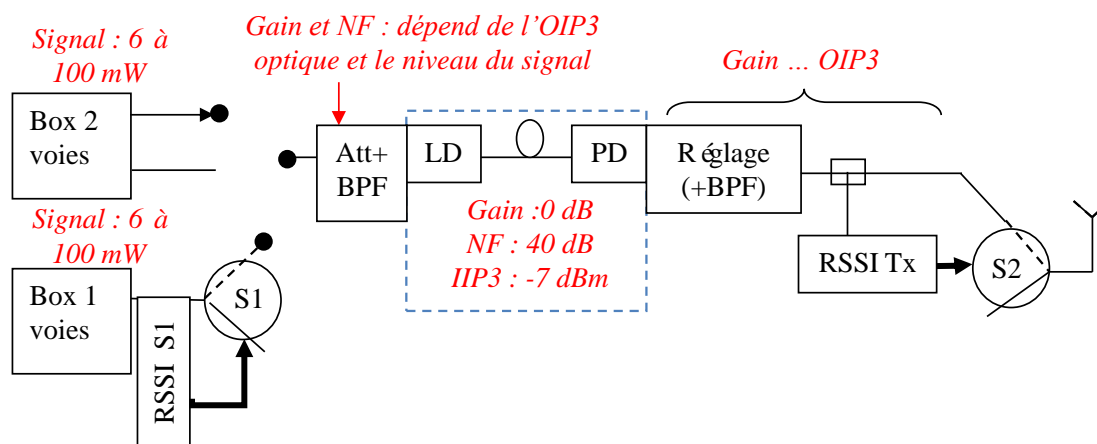 Signal : 6 à
100 mW
Box 2
voies
Gain et NF : dépend de l’OIP3
optique et le niveau du signal
Gain ... OIP3
Att+
BPF
LD
PD
Réglage
(+BPF)
Gain :0 dB
NF : 40 dB
IIP3 : -7 dBm
Signal : 6 à
100 mW
Box 1
voies
RSSI S1
S1
RSSI Tx
S2